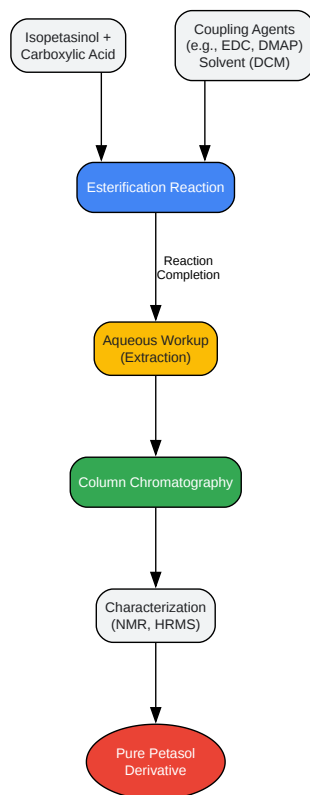 Isopetasinol +
Carboxylic Acid
Coupling Agents
(e.g., EDC, DMAP)
Solvent (DCM)
Esterification Reaction
Reaction
Completion
Aqueous Workup
(Extraction)
Column Chromatography
Characterization
(NMR, HRMS)
Pure Petasol
Derivative